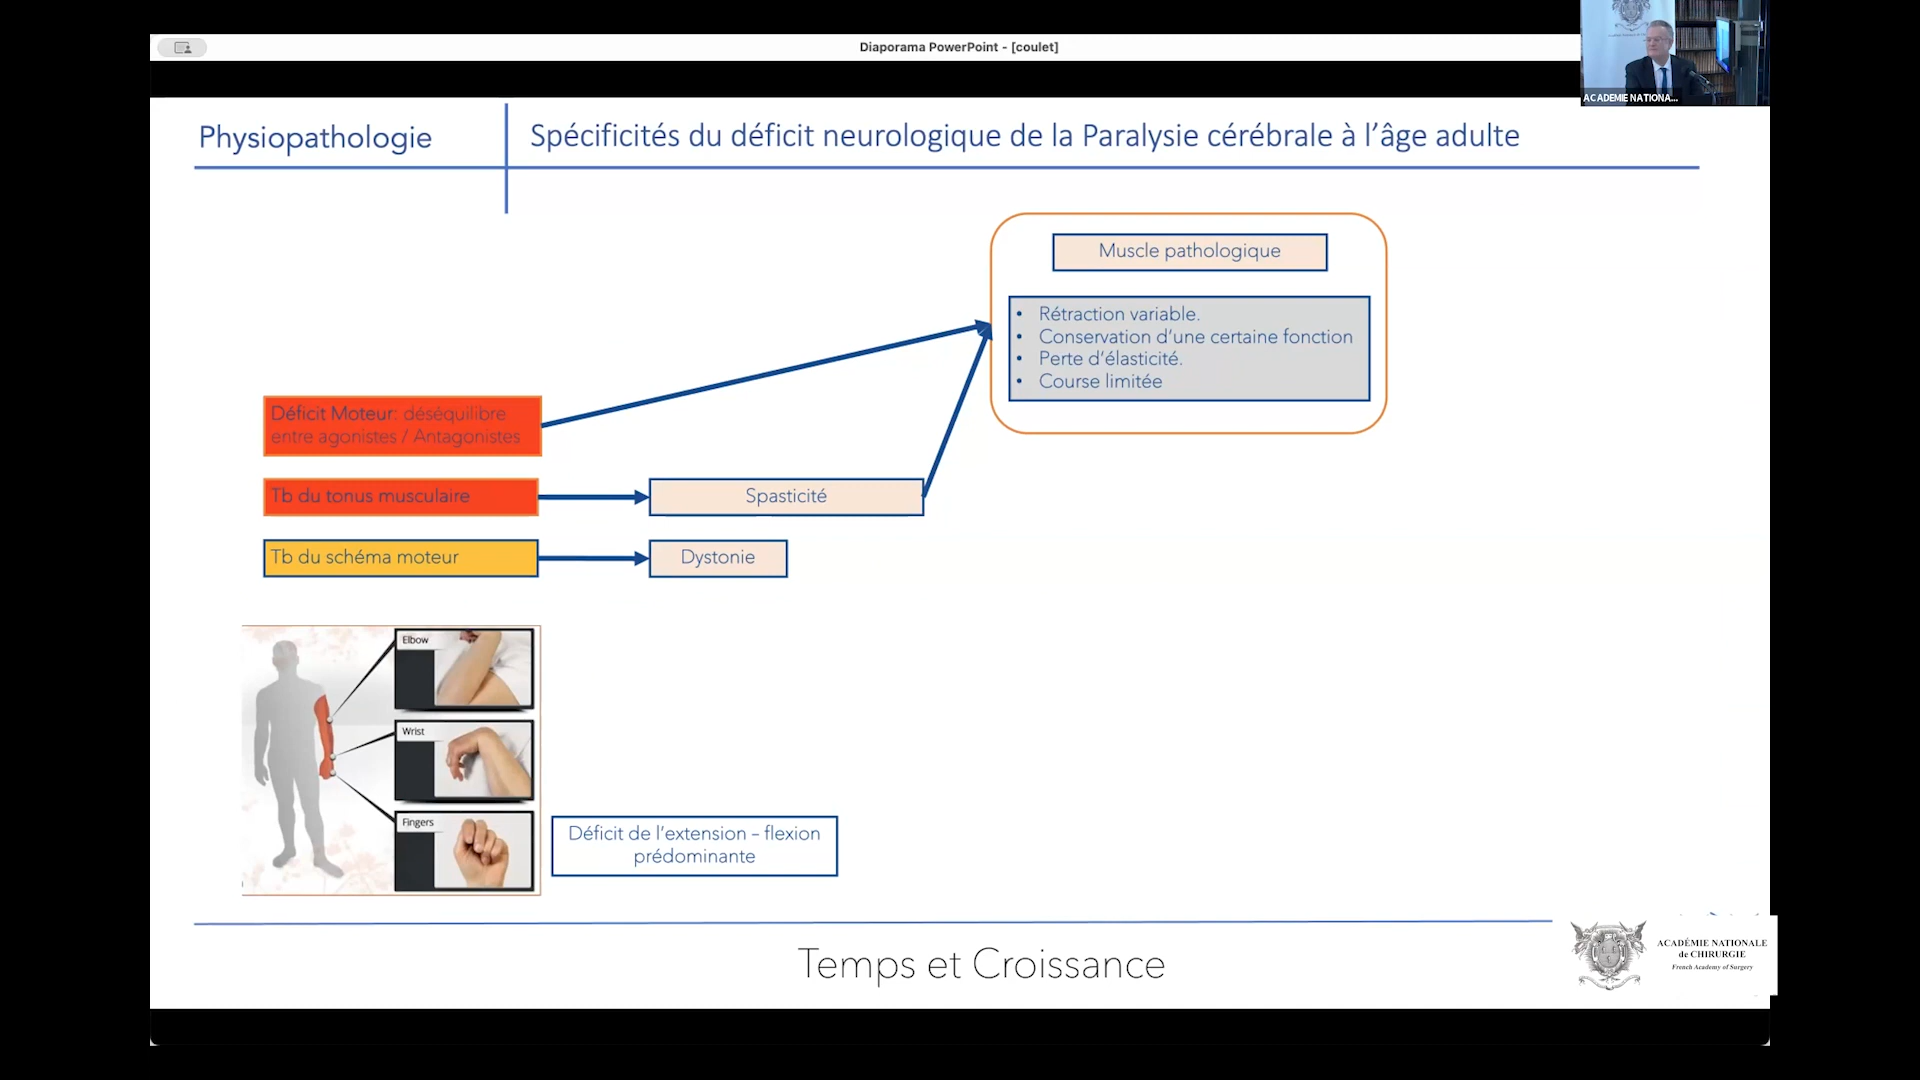 Diaporama PowerPoint - [coulet]
ACADEMIE NATIONA...
Physiopathologie
Spécificités du déficit neurologique de la Paralysie cérébrale à l'âge adulte
Muscle pathologique
• Rétraction variable.
• Conservation d'une certaine fonction
• Perte d'élasticité.
• Course limitée
Déficit Moteur: déséquilibre
entre agonistes / Antagonistes
Tb du tonus musculaire
Spasticité
Tb du schéma moteur
Dystonie
Elbow
Wrist
Fingers
Déficit de l'extension – flexion
prédominante
Temps et Croissance
ACADÉMIE NATIONALE
de CHIRURGIE
French Academy of Surgery